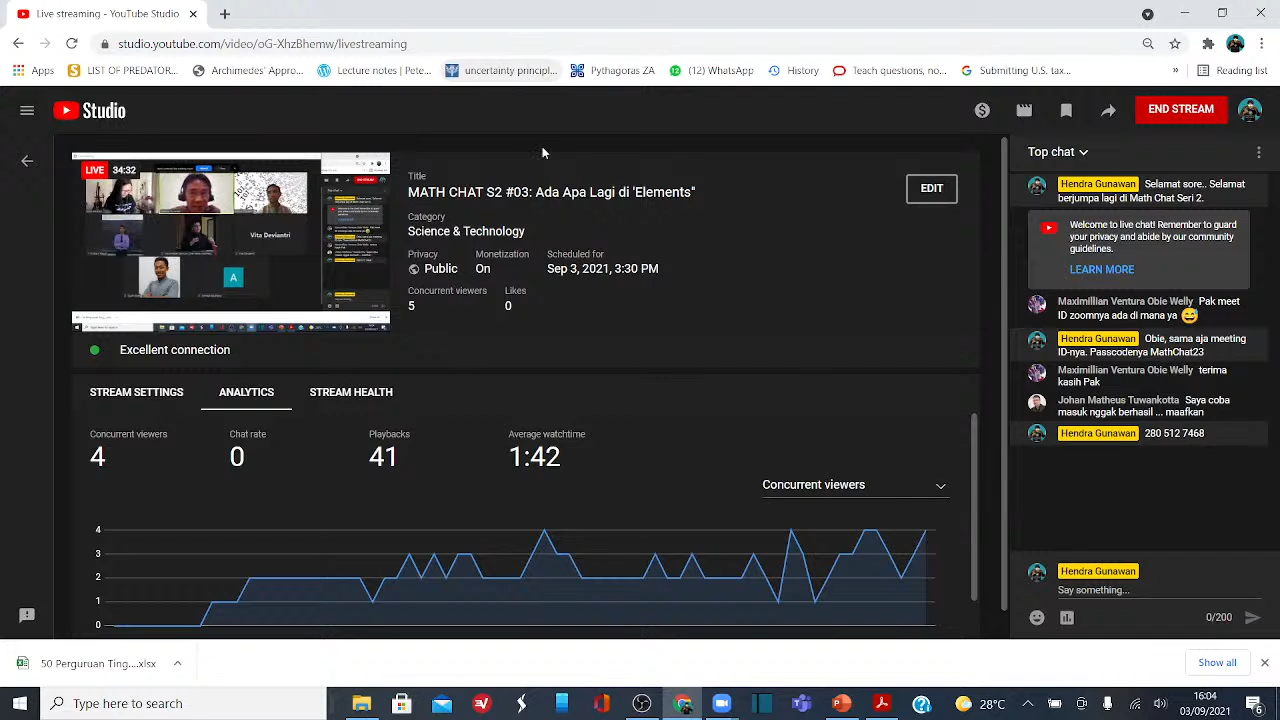 Live streaming - YouTube Studio
studio.youtube.com/video/oG-XhzBhemw/livestreaming
Apps
LIST OF PREDATOR...
Archimedes' Appro...
Lecture notes | Pete...
uncertainty principl...
Pythagoras ZA
(12) WhatsApp
History
Teach questions, no...
Submitting U.S. tax...
»
Reading list
Studio
END STREAM
LIVE 34:32
Vita Deviantri
A
Title
MATH CHAT S2 #03: Ada Apa Lagi di 'Elements"
EDIT
Category
Science & Technology
Privacy
Public
Monetization
On
Scheduled for
Sep 3, 2021, 3:30 PM
Concurrent viewers
5
Likes
0
Excellent connection
STREAM SETTINGS
ANALYTICS
STREAM HEALTH
Concurrent viewers
4
Chat rate
0
Playbacks
41
Average watchtime
1:42
Concurrent viewers
4
3
2
1
0
Top chat
Hendra Gunawan Selamat sore.. Selamat
berjumpa lagi di Math Chat Seri 2.
Welcome to live chat! Remember to guard
your privacy and abide by our community
guidelines.
LEARN MORE
Maximillian Ventura Obie Welly Pak meet
ID zoomnya ada di mana ya 😅
Hendra Gunawan Obie, sama aja meeting
ID-nya. Passcodenya MathChat23
Maximillian Ventura Obie Welly terima
kasih Pak
Johan Matheus Tuwankotta Saya coba
masuk nggak berhasil ... maafkan
Hendra Gunawan 280 512 7468
Hendra Gunawan
Say something...
0/200
50 Perguruan Ting....xlsx
Show all
Type here to search
28°C
16:04
03/09/2021